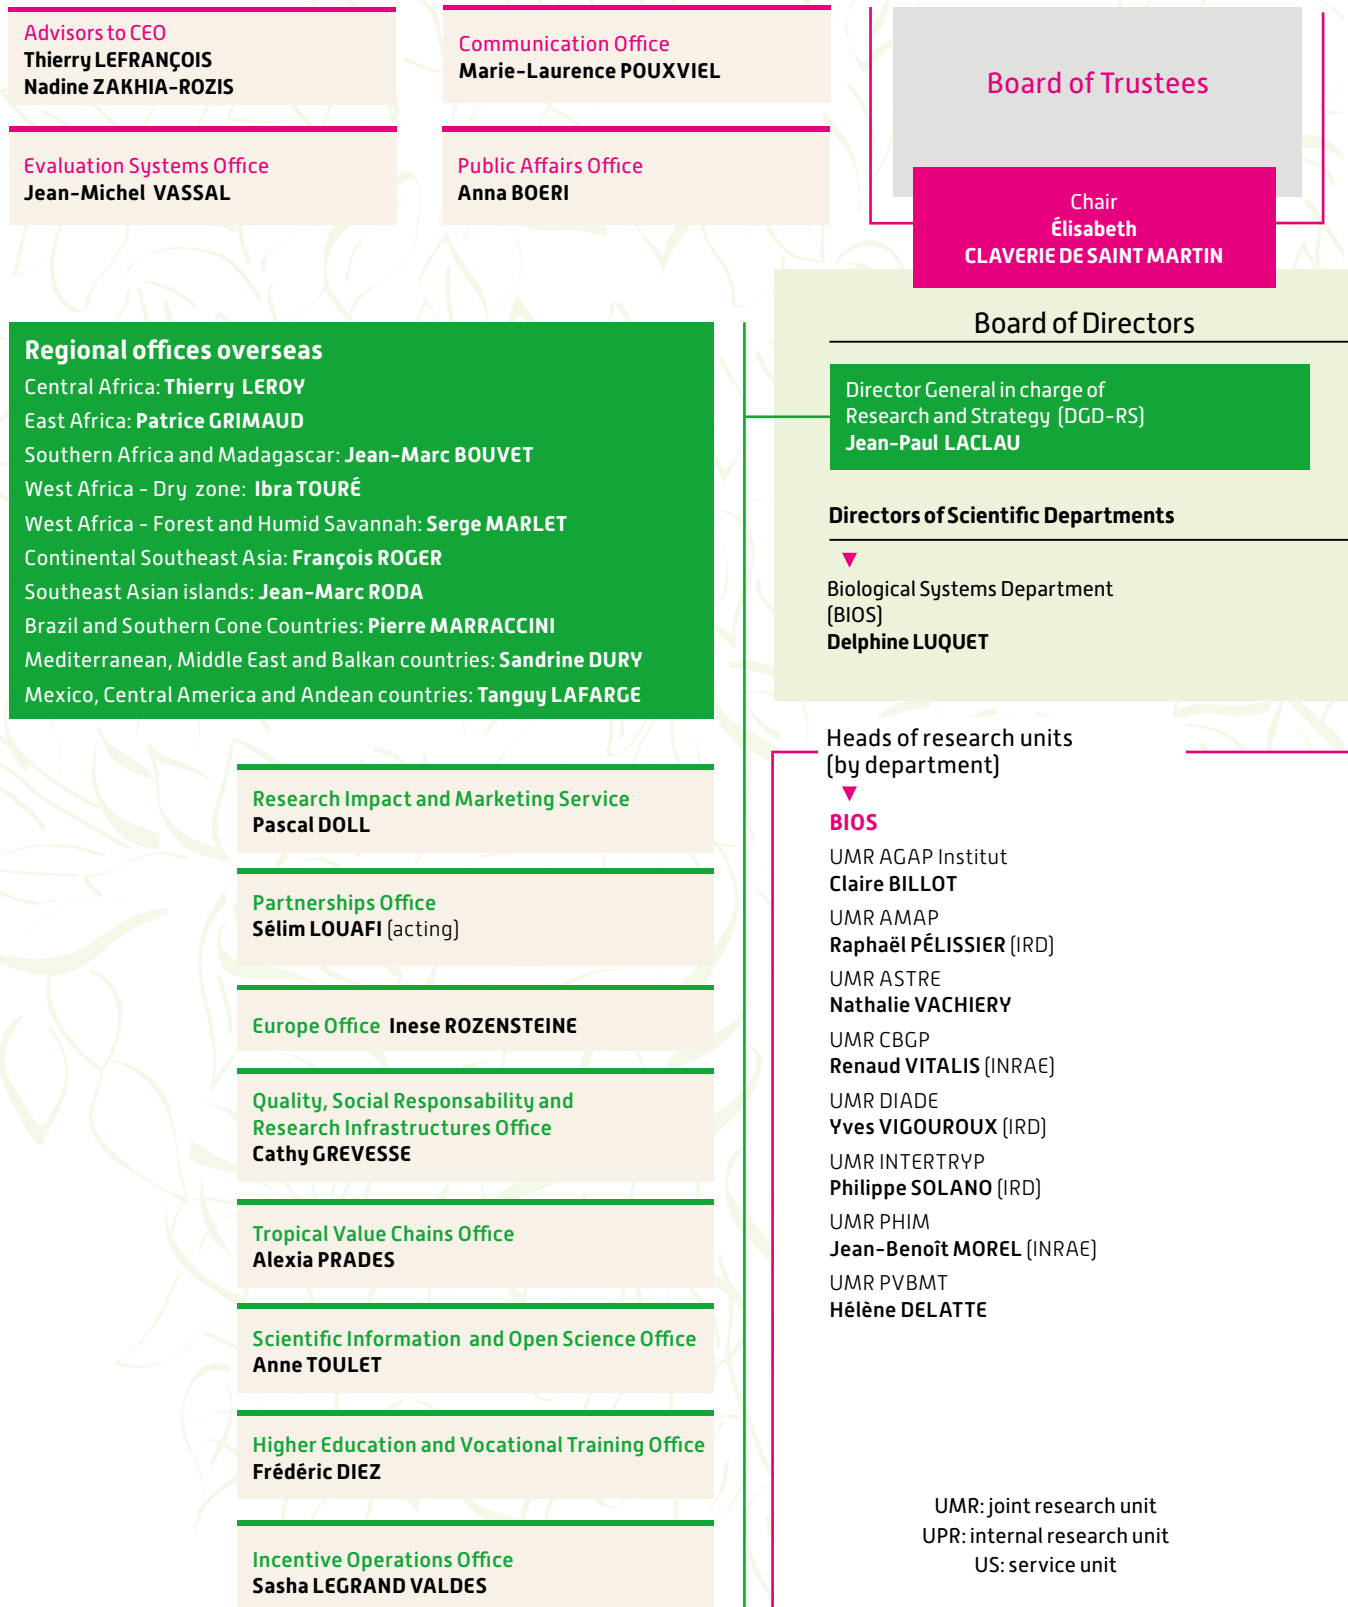 Advisors to CEO
Thierry LEFRANÇOIS
Nadine ZAKHIA-ROZIS
Communication Office
Marie-Laurence POUXVIEL
Evaluation Systems Office
Jean-Michel VASSAL
Public Affairs Office
Anna BOERI
Board of Trustees
Chair
Élisabeth
CLAVERIE DE SAINT MARTIN
Regional offices overseas
Central Africa: Thierry LEROY
East Africa: Patrice GRIMAUD
Southern Africa and Madagascar: Jean-Marc BOUVET
West Africa - Dry zone: Ibra TOURÉ
West Africa - Forest and Humid Savannah: Serge MARLET
Continental Southeast Asia: François ROGER
Southeast Asian islands: Jean-Marc RODA
Brazil and Southern Cone Countries: Pierre MARRACCINI
Mediterranean, Middle East and Balkan countries: Sandrine DURY
Mexico, Central America and Andean countries: Tanguy LAFARGE
Board of Directors
Director General in charge of
Research and Strategy (DGD-RS)
Jean-Paul LACLAU
Directors of Scientific Departments
▼
Biological Systems Department
(BIOS)
Delphine LUQUET
Research Impact and Marketing Service
Pascal DOLL
Partnerships Office
Sélim LOUAFI (acting)
Europe Office Inese ROZENSTEINE
Quality, Social Responsability and
Research Infrastructures Office
Cathy GREVESSE
Tropical Value Chains Office
Alexia PRADES
Scientific Information and Open Science Office
Anne TOULET
Higher Education and Vocational Training Office
Frédéric DIEZ
Incentive Operations Office
Sasha LEGRAND VALDES
Heads of research units
(by department)
▼
BIOS
UMR AGAP Institut
Claire BILLOT
UMR AMAP
Raphaël PÉLISSIER (IRD)
UMR ASTRE
Nathalie VACHIERY
UMR CBGP
Renaud VITALIS (INRAE)
UMR DIADE
Yves VIGOUROUX (IRD)
UMR INTERTRYP
Philippe SOLANO (IRD)
UMR PHIM
Jean-Benoît MOREL (INRAE)
UMR PVBMT
Hélène DELATTE
UMR: joint research unit
UPR: internal research unit
US: service unit